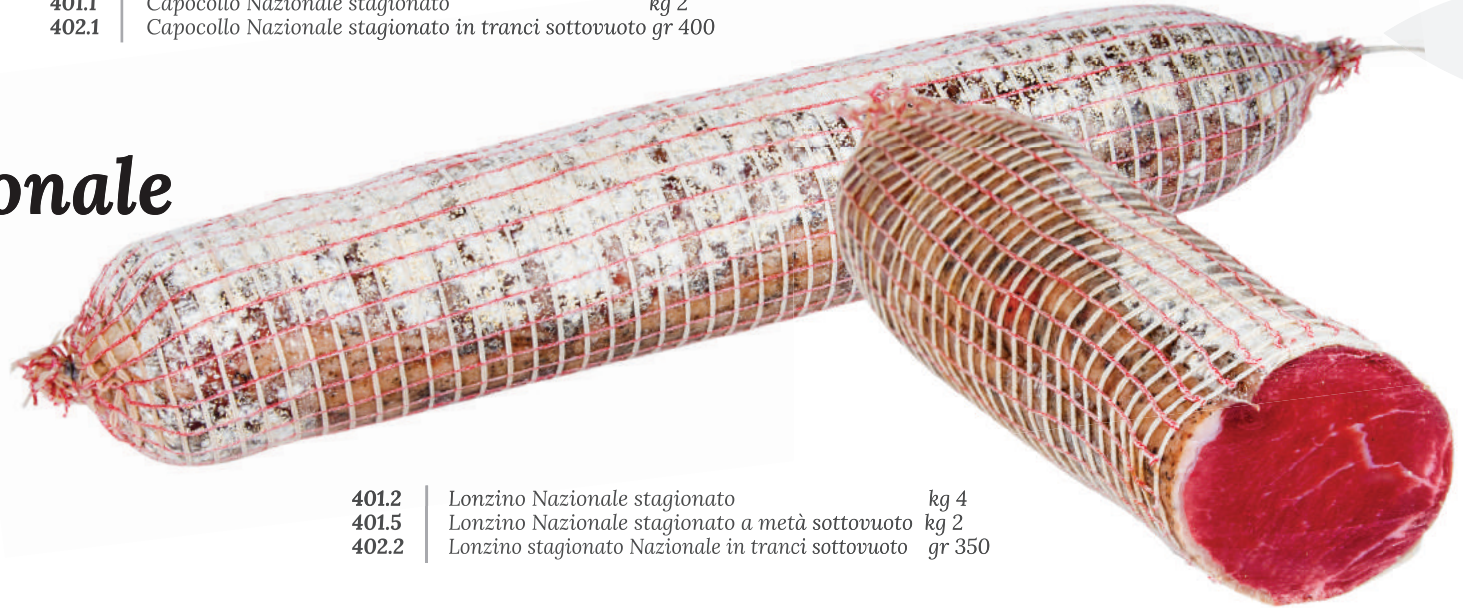 401.1 Capocollo Nazionale stagionato kg 2
402.1 Capocollo Nazionale stagionato in tranci sottovuoto gr 400
onale
401.2 Lonzino Nazionale stagionato kg 4
401.5 Lonzino Nazionale stagionato a metà sottovuoto kg 2
402.2 Lonzino stagionato Nazionale in tranci sottovuoto gr 350